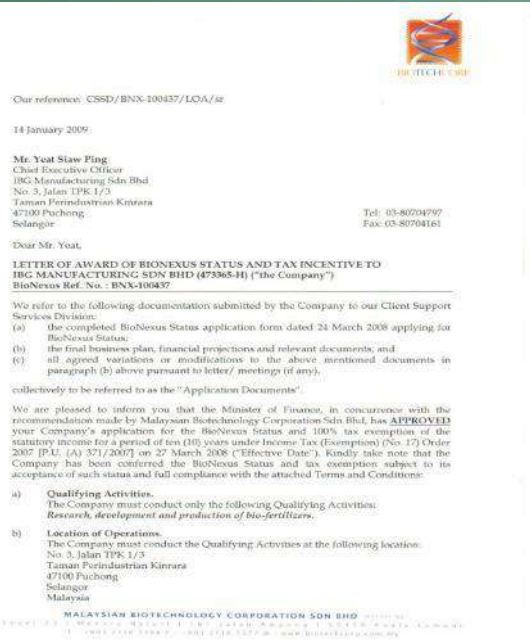 BIOTECHCORP
Our reference: CSSD/BNX-100437/LOA/sr
14 January 2009
Mr. Yeat Siaw Ping
Chief Executive Officer
IBG Manufacturing Sdn Bhd
No. 3, Jalan TPK 1/3
Taman Perindustrian Kinrara
47100 Puchong
Selangor
Tel: 03-80704797
Fax: 03-80704161
Dear Mr. Yeat,
LETTER OF AWARD OF BIONEXUS STATUS AND TAX INCENTIVE TO
IBG MANUFACTURING SDN BHD (473365-H) ("the Company")
BioNexus Ref. No. : BNX-100437
We refer to the following documentation submitted by the Company to our Client Support
Services Division:
(a) the completed BioNexus Status application form dated 24 March 2008 applying for
BioNexus Status;
(b) the final business plan, financial projections and relevant documents; and
(c) all agreed variations or modifications to the above mentioned documents in
paragraph (b) above pursuant to letter/ meetings (if any),
collectively to be referred to as the "Application Documents".
We are pleased to inform you that the Minister of Finance, in concurrence with the
recommendation made by Malaysian Biotechnology Corporation Sdn Bhd, has APPROVED
your Company's application for the BioNexus Status and 100% tax exemption of the
statutory income for a period of ten (10) years under Income Tax (Exemption) (No. 17) Order
2007 [P.U. (A) 371/2007] on 27 March 2008 ("Effective Date"). Kindly take note that the
Company has been conferred the BioNexus Status and tax exemption subject to its
acceptance of such status and full compliance with the attached Terms and Conditions:
a) Qualifying Activities.
The Company must conduct only the following Qualifying Activities:
Research, development and production of bio-fertilizers.
b) Location of Operations.
The Company must conduct the Qualifying Activities at the following location:
No. 3, Jalan TPK 1/3
Taman Perindustrian Kinrara
47100 Puchong
Selangor
Malaysia
MALAYSIAN BIOTECHNOLOGY CORPORATION SDN BHD